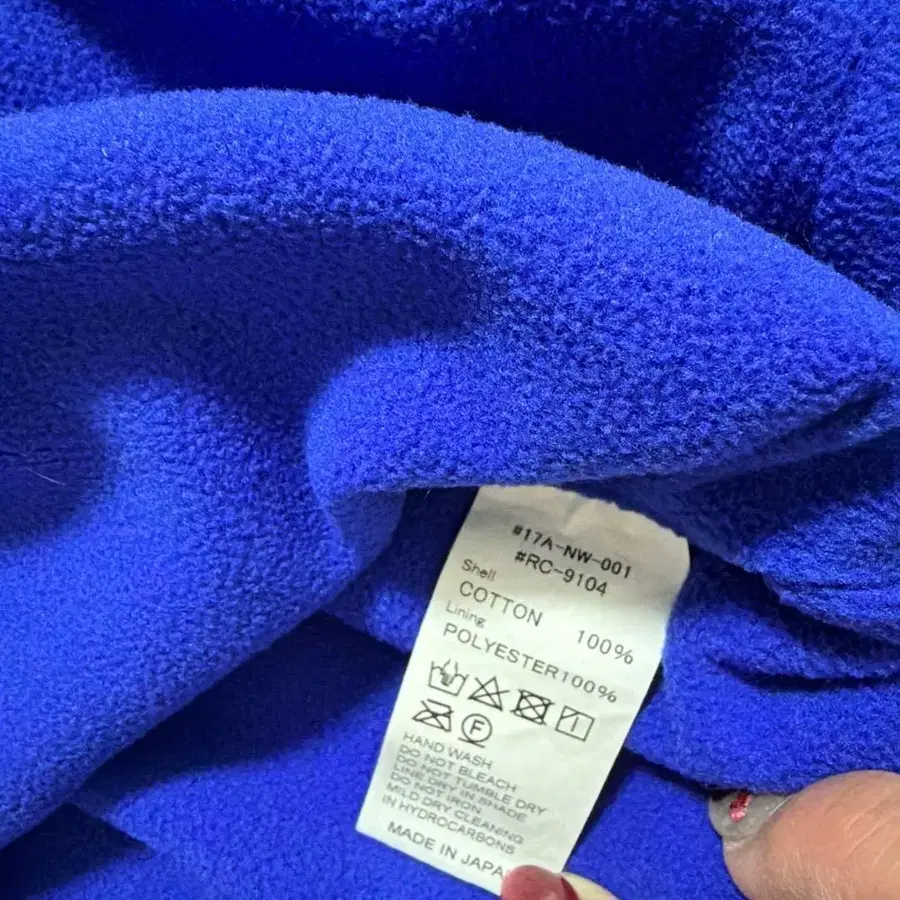 #17A-NW-001
#RC-9104
Shell
COTTON 100%
Lining
POLYESTER100%
F
HAND WASH
DO NOT BLEACH
DO NOT TUMBLE DRY
LINE DRY IN SHADE
DO NOT IRON
MILD DRY CLEANING
IN HYDROCARBONS
MADE IN JAPA